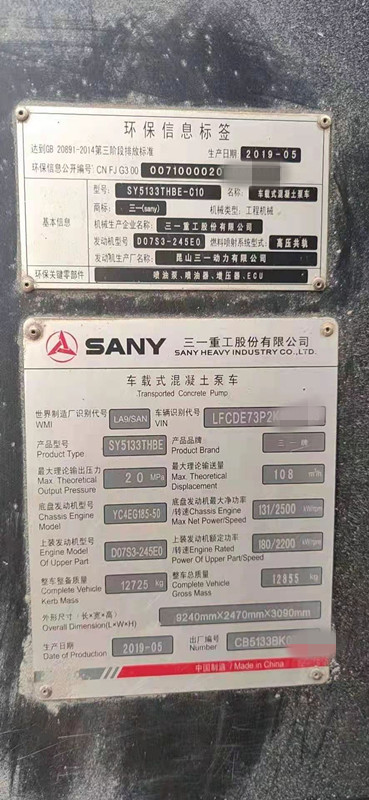 环保信息标签
达到GB 20891-2014第三阶段排放标准 生产日期 2019-05
环保信息公开编号: CN FJ G3 00 0071000020
基本信息
型号: SY5133THBE-C10 名称: 车载式混凝土泵车
商标: 三一(sany) 机械类型: 工程机械
机械生产企业名称: 三一重工股份有限公司
发动机型号 D07S3-245E0 燃料喷射系统型式: 高压共轨
发动机生产厂名称: 昆山三一动力有限公司
环保关键零部件 喷油泵、喷油器、增压器、ECU
SANY 三一重工股份有限公司
SANY HEAVY INDUSTRY CO.,LTD.
车载式混凝土泵车
Transported Concrete Pump
世界制造厂识别代号 LA9/SAN 车辆识别代号 LFCDE73P2K
WMI VIN
产品型号 SY5133THBE 产品品牌 三一牌
Product Type Product Brand
最大理论输出压力 20 MPa 最大理论输送量 108 m³/h
Max. Theoretical Max. Theoretical
Output Pressure Displacement
底盘发动机型号 YC4EG185-50 底盘发动机最大净功率 131/2500 kW/rpm
Chassis Engine /转速Chassis Engine
Model Max Net Power/Speed
上装发动机型号 D07S3-245E0 上装发动机额定功率 180/2200 kW/rpm
Engine Model /转速Engine Rated
Of Upper Part Power Of Upper Part/Speed
整车整备质量 12725 kg 整车总质量 12855 kg
Complete Vehicle Complete Vehicle
Kerb Mass Gross Mass
外形尺寸: (长×宽×高) 9240mm×2470mm×3090mm
Overall Dimension(L×W×H)
生产日期 2019-05 出厂编号 CB5133BK0
Date of Production Number
中国制造 / Made in China